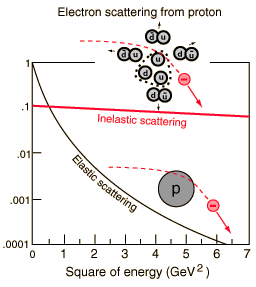 Electron scattering from proton
d u
d u
u
d ū
d u
d ū
−
1
.1
.01
.001
.0001
Inelastic scattering
Elastic scattering
p
−
0 1 2 3 4 5 6 7
Square of energy (GeV²)